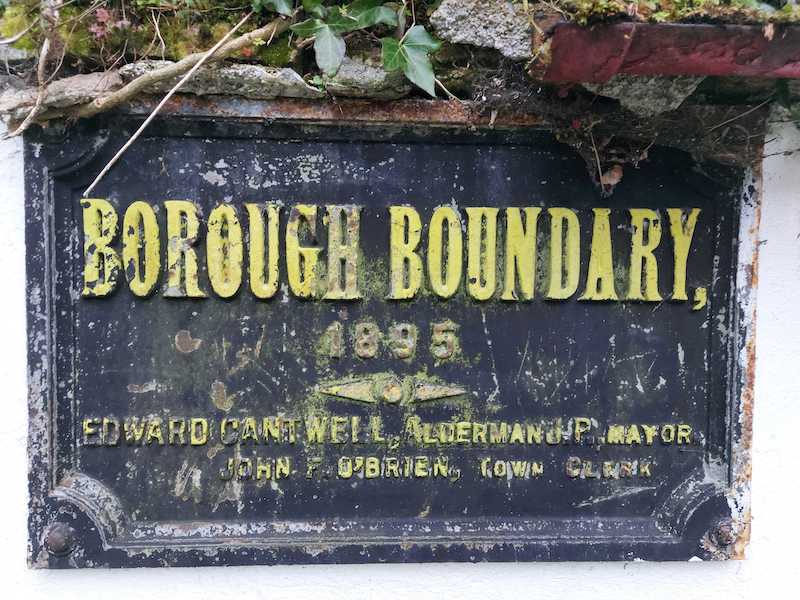 BOROUGH BOUNDARY,
1895
EDWARD CANTWELL, ALDERMAN J.P., MAYOR.
JOHN F. O'BRIEN, TOWN CLERK